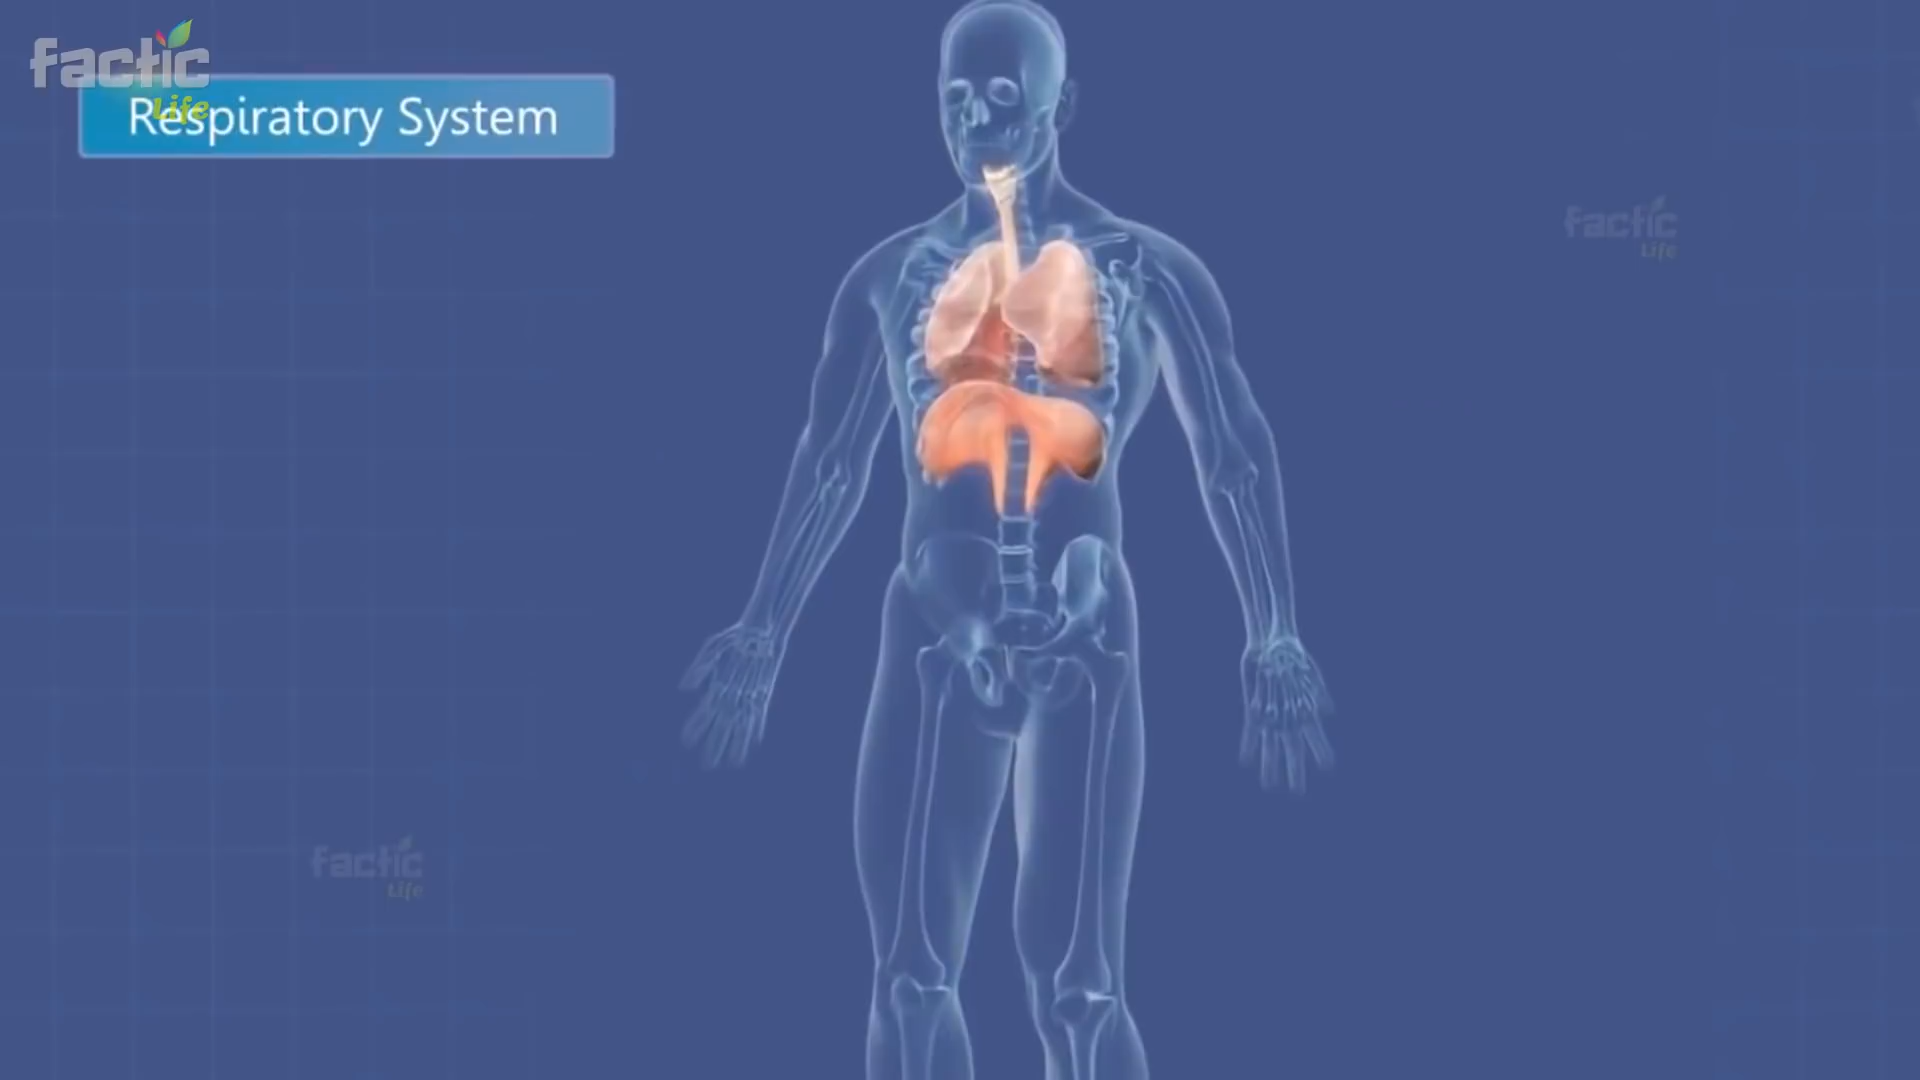 factic
Life
Respiratory System
factic
Life
factic
Life